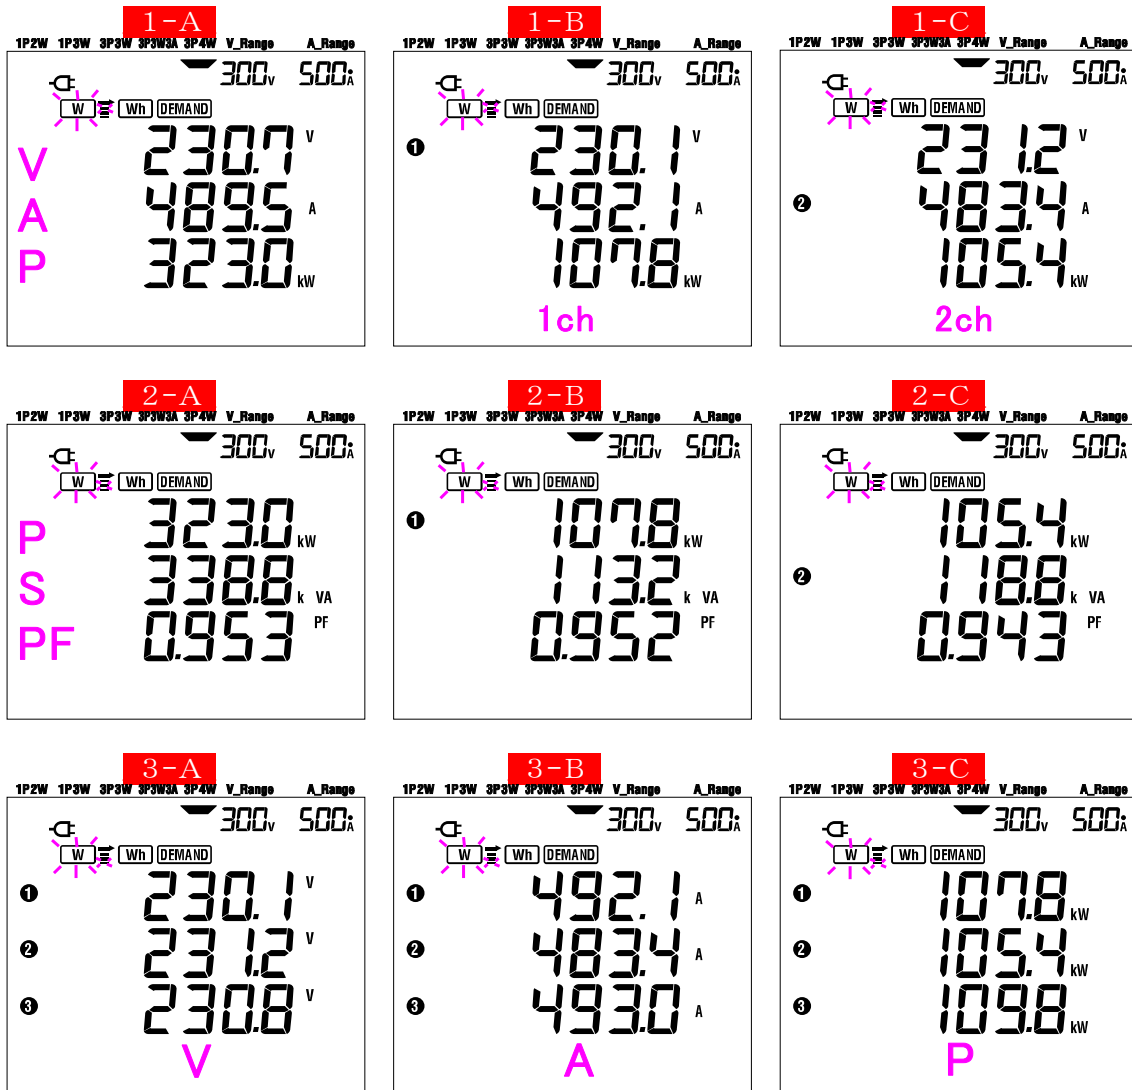 1-A 1-B 1-C
1P2W 1P3W 3P3W 3P3W3A 3P4W V_Range A_Range 1P2W 1P3W 3P3W 3P3W3A 3P4W V_Range A_Range 1P2W 1P3W 3P3W 3P3W3A 3P4W V_Range A_Range
300V 500A 300V 500A 300V 500A
W Wh DEMAND W Wh DEMAND W Wh DEMAND
V 230.7 V ❶ 230.1 V 231.2 V
A 489.5 A 492.1 A ❷ 483.4 A
P 323.0 kW 107.8 kW 105.4 kW
1ch 2ch
2-A 2-B 2-C
1P2W 1P3W 3P3W 3P3W3A 3P4W V_Range A_Range 1P2W 1P3W 3P3W 3P3W3A 3P4W V_Range A_Range 1P2W 1P3W 3P3W 3P3W3A 3P4W V_Range A_Range
300V 500A 300V 500A 300V 500A
W Wh DEMAND W Wh DEMAND W Wh DEMAND
P 323.0 kW ❶ 107.8 kW 105.4 kW
S 338.8 k VA 113.2 k VA ❷ 118.8 k VA
PF 0.953 PF 0.952 PF 0.943 PF
3-A 3-B 3-C
1P2W 1P3W 3P3W 3P3W3A 3P4W V_Range A_Range 1P2W 1P3W 3P3W 3P3W3A 3P4W V_Range A_Range 1P2W 1P3W 3P3W 3P3W3A 3P4W V_Range A_Range
300V 500A 300V 500A 300V 500A
W Wh DEMAND W Wh DEMAND W Wh DEMAND
❶ 230.1 V ❶ 492.1 A ❶ 107.8 kW
❷ 231.2 V ❷ 483.4 A ❷ 105.4 kW
❸ 230.8 V ❸ 493.0 A ❸ 109.8 kW
V A P